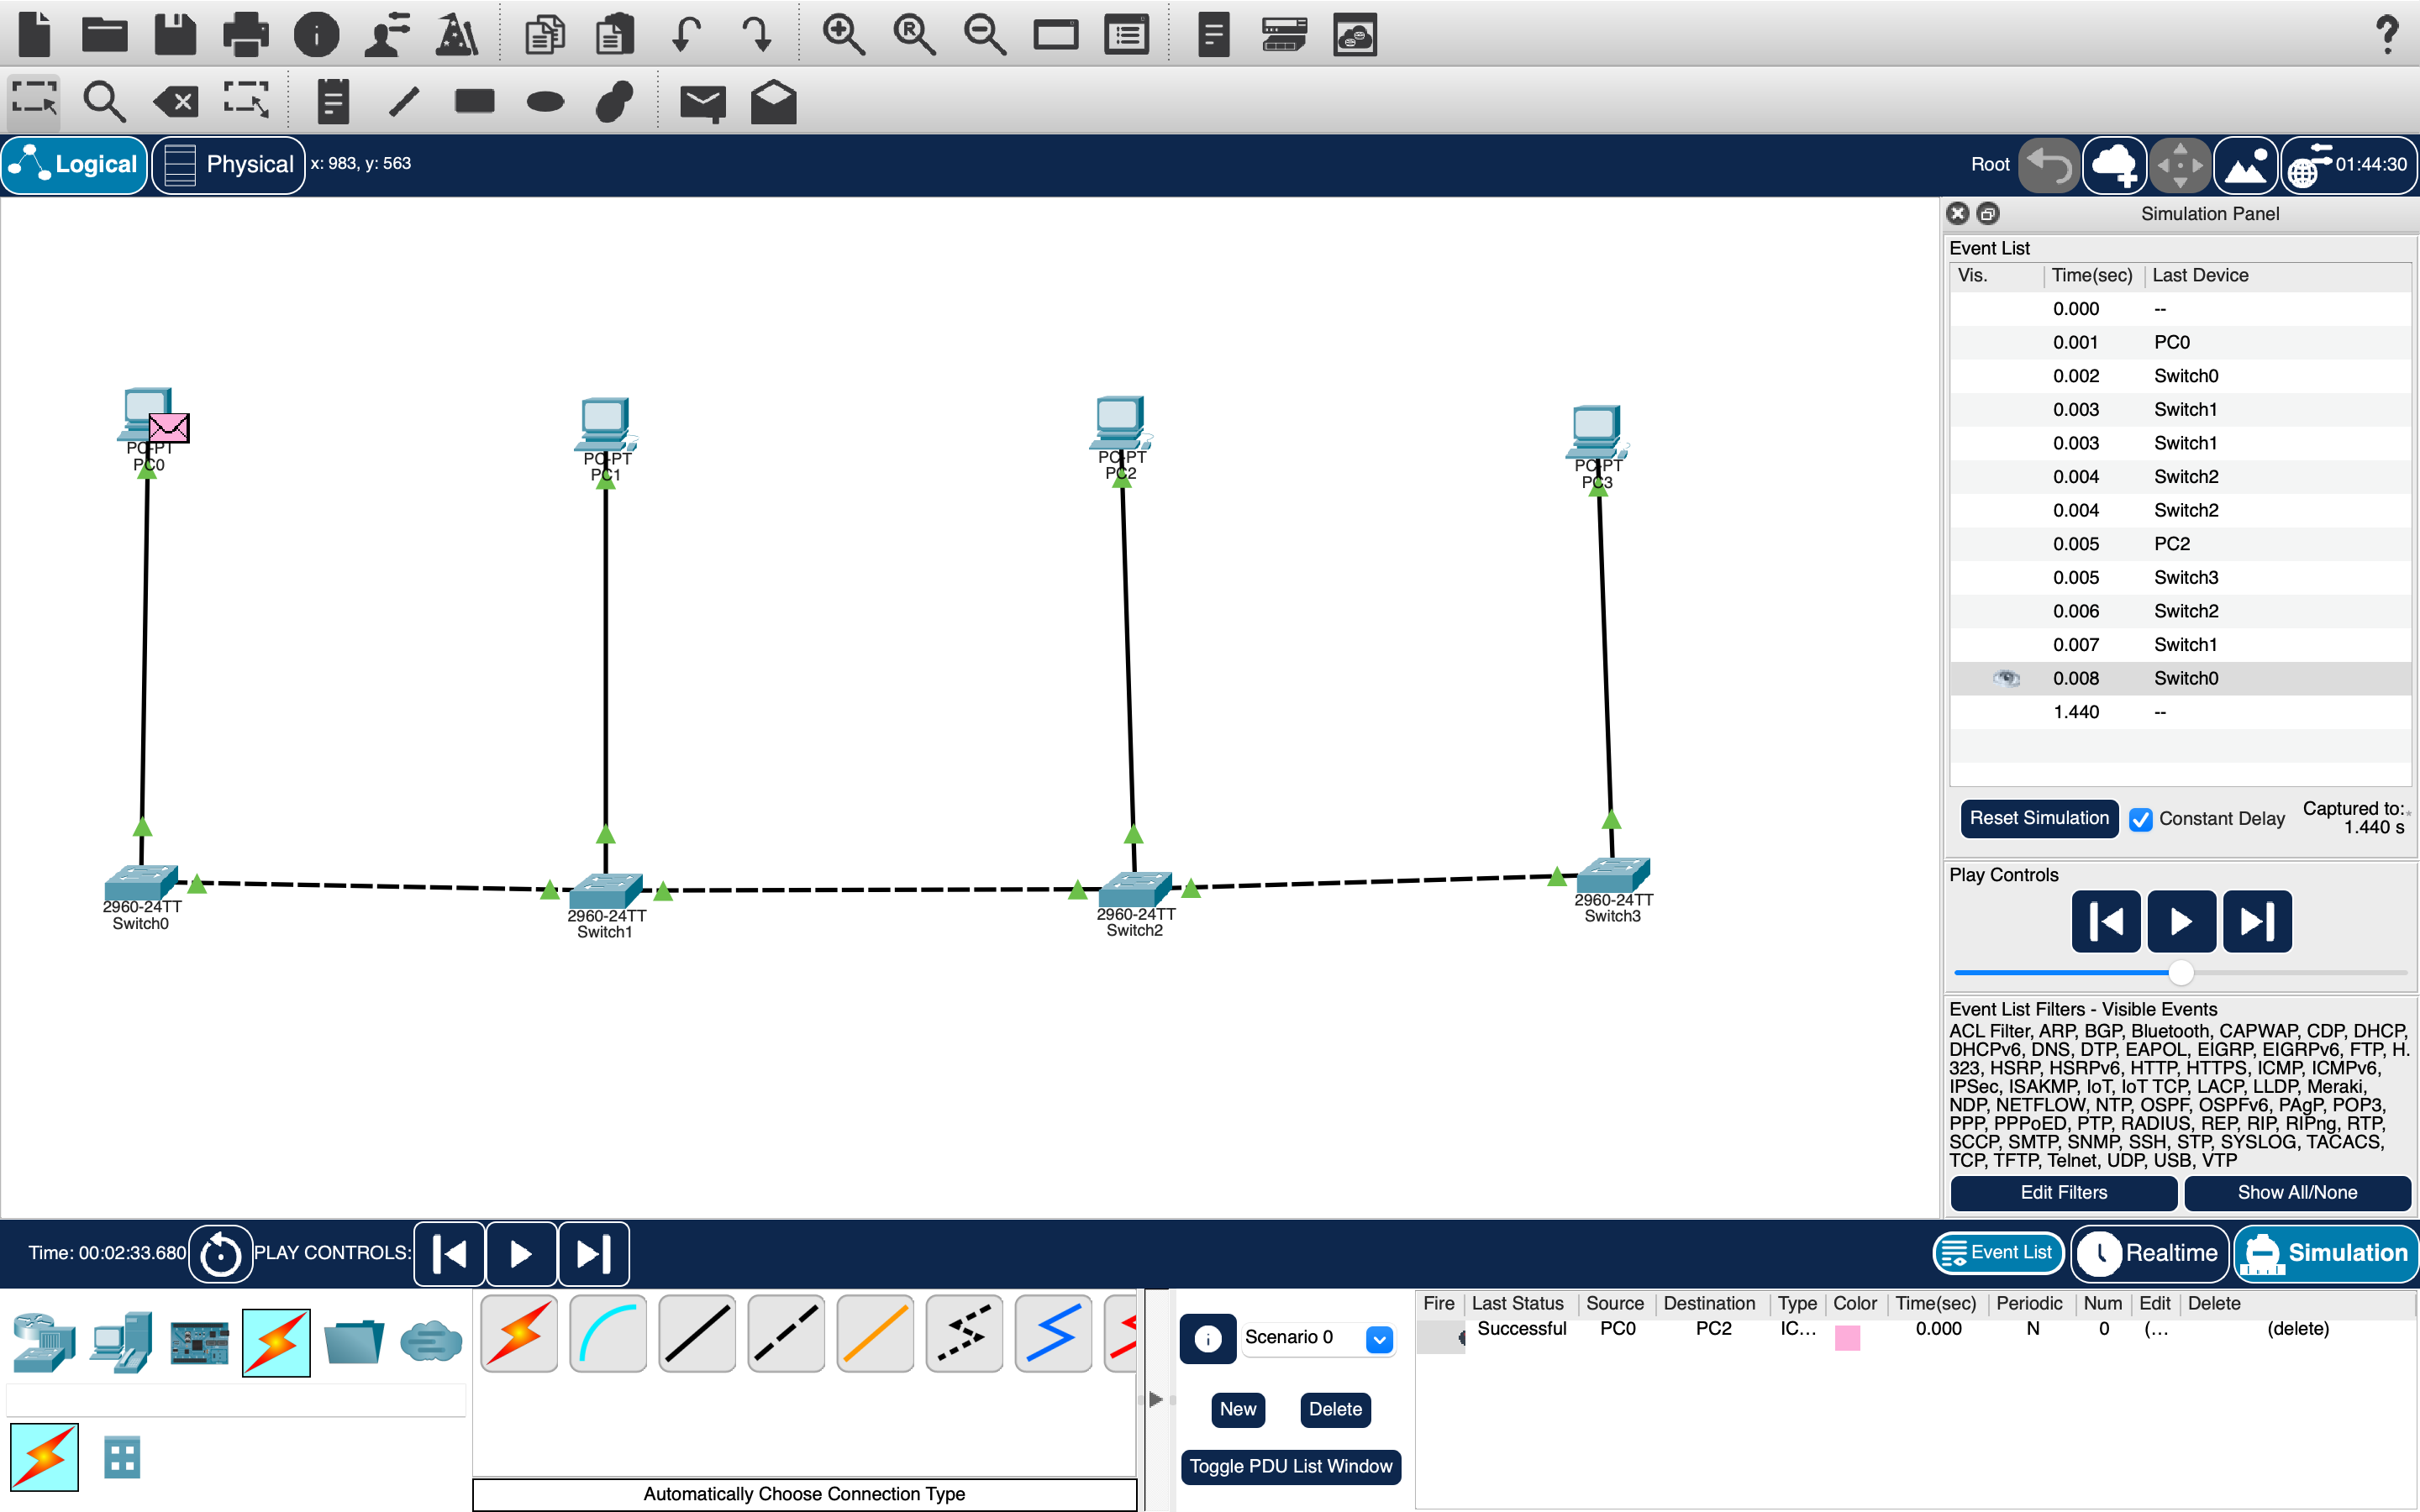 ?
Logical
Physical
x: 983, y: 563
Root
01:44:30
Simulation Panel
Event List
Vis. Time(sec) Last Device
0.000 --
0.001 PC0
0.002 Switch0
0.003 Switch1
0.003 Switch1
0.004 Switch2
0.004 Switch2
0.005 PC2
0.005 Switch3
0.006 Switch2
0.007 Switch1
0.008 Switch0
1.440 --
Reset Simulation
Constant Delay
Captured to:
1.440 s
Play Controls
Event List Filters - Visible Events
ACL Filter, ARP, BGP, Bluetooth, CAPWAP, CDP, DHCP,
DHCPv6, DNS, DTP, EAPOL, EIGRP, EIGRPv6, FTP, H.
323, HSRP, HSRPv6, HTTP, HTTPS, ICMP, ICMPv6,
IPSec, ISAKMP, IoT, IoT TCP, LACP, LLDP, Meraki,
NDP, NETFLOW, NTP, OSPF, OSPFv6, PAgP, POP3,
PPP, PPPoED, PTP, RADIUS, REP, RIP, RIPng, RTP,
SCCP, SMTP, SNMP, SSH, STP, SYSLOG, TACACS,
TCP, TFTP, Telnet, UDP, USB, VTP
Edit Filters
Show All/None
PC-PT
PC0
PC-PT
PC1
PC-PT
PC2
PC-PT
PC3
2960-24TT
Switch0
2960-24TT
Switch1
2960-24TT
Switch2
2960-24TT
Switch3
Time: 00:02:33.680
PLAY CONTROLS:
Event List
Realtime
Simulation
Automatically Choose Connection Type
Scenario 0
New
Delete
Toggle PDU List Window
Fire Last Status Source Destination Type Color Time(sec) Periodic Num Edit Delete
Successful PC0 PC2 IC... 0.000 N 0 (... (delete)